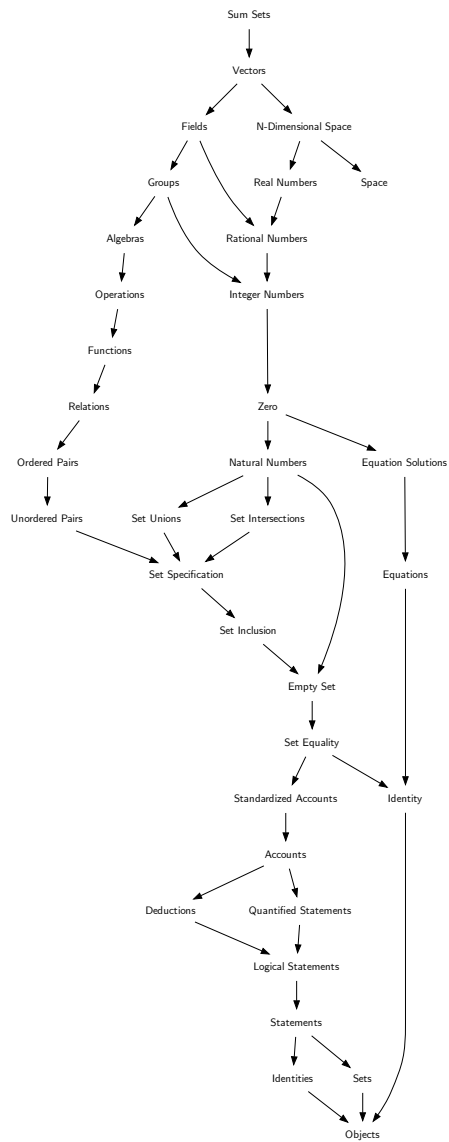 Sum Sets
Vectors
Fields
N-Dimensional Space
Groups
Real Numbers
Space
Algebras
Rational Numbers
Operations
Integer Numbers
Functions
Relations
Zero
Ordered Pairs
Natural Numbers
Equation Solutions
Unordered Pairs
Set Unions
Set Intersections
Set Specification
Equations
Set Inclusion
Empty Set
Set Equality
Standardized Accounts
Identity
Accounts
Deductions
Quantified Statements
Logical Statements
Statements
Identities
Sets
Objects